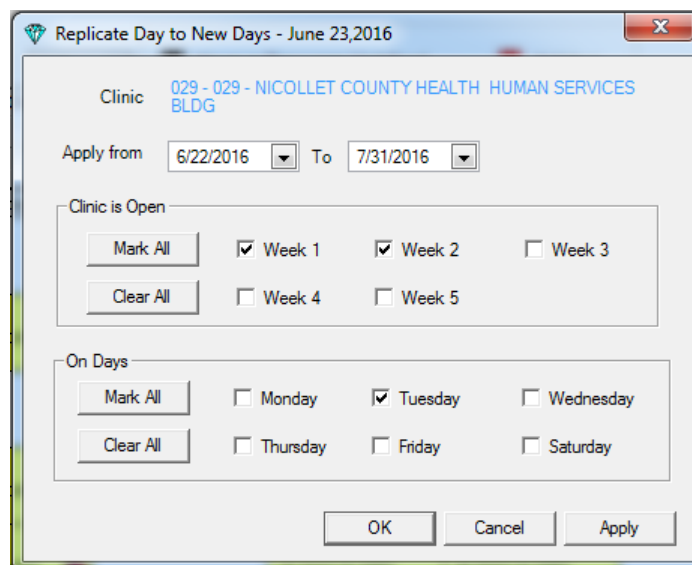 Replicate Day to New Days - June 23,2016
Clinic 029 - 029 - NICOLLET COUNTY HEALTH HUMAN SERVICES
BLDG
Apply from 6/22/2016 To 7/31/2016
Clinic is Open
Mark All Week 1 Week 2 Week 3
Clear All Week 4 Week 5
On Days
Mark All Monday Tuesday Wednesday
Clear All Thursday Friday Saturday
OK Cancel Apply